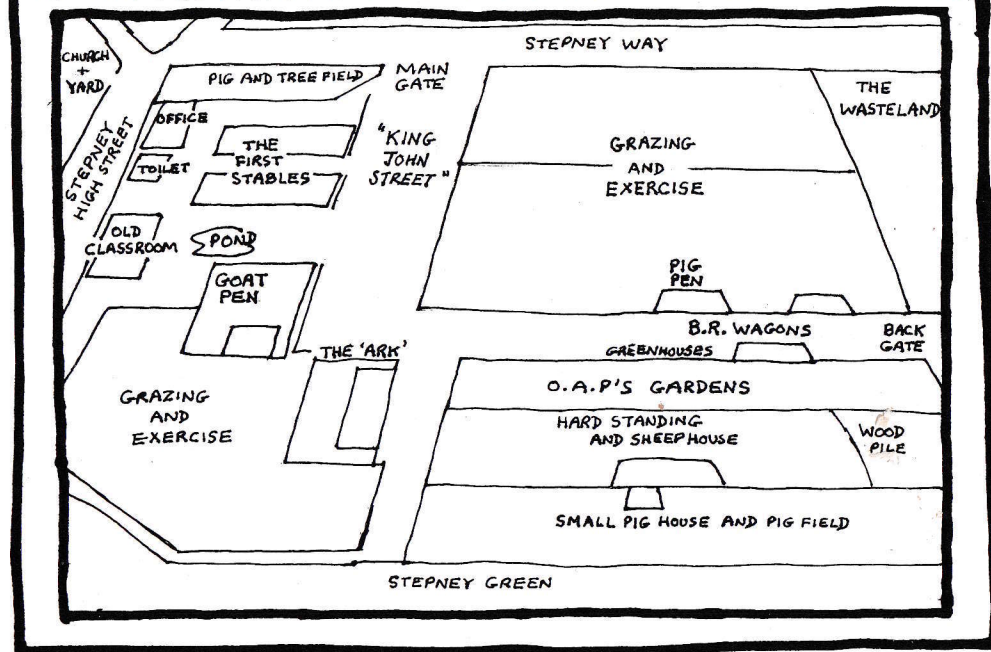 STEPNEY WAY
CHURCH
+
YARD
PIG AND TREE FIELD
MAIN
GATE
THE
WASTELAND
OFFICE
STEPNEY
HIGH STREET
THE
FIRST
STABLES
"KING
JOHN
STREET"
GRAZING
AND
EXERCISE
TOILET
OLD
CLASSROOM
POND
GOAT
PEN
PIG
PEN
B.R. WAGONS
BACK
GATE
THE 'ARK'
GREENHOUSES
O.A.P'S GARDENS
GRAZING
AND
EXERCISE
HARD STANDING
AND SHEEPHOUSE
WOOD
PILE
SMALL PIG HOUSE AND PIG FIELD
STEPNEY GREEN